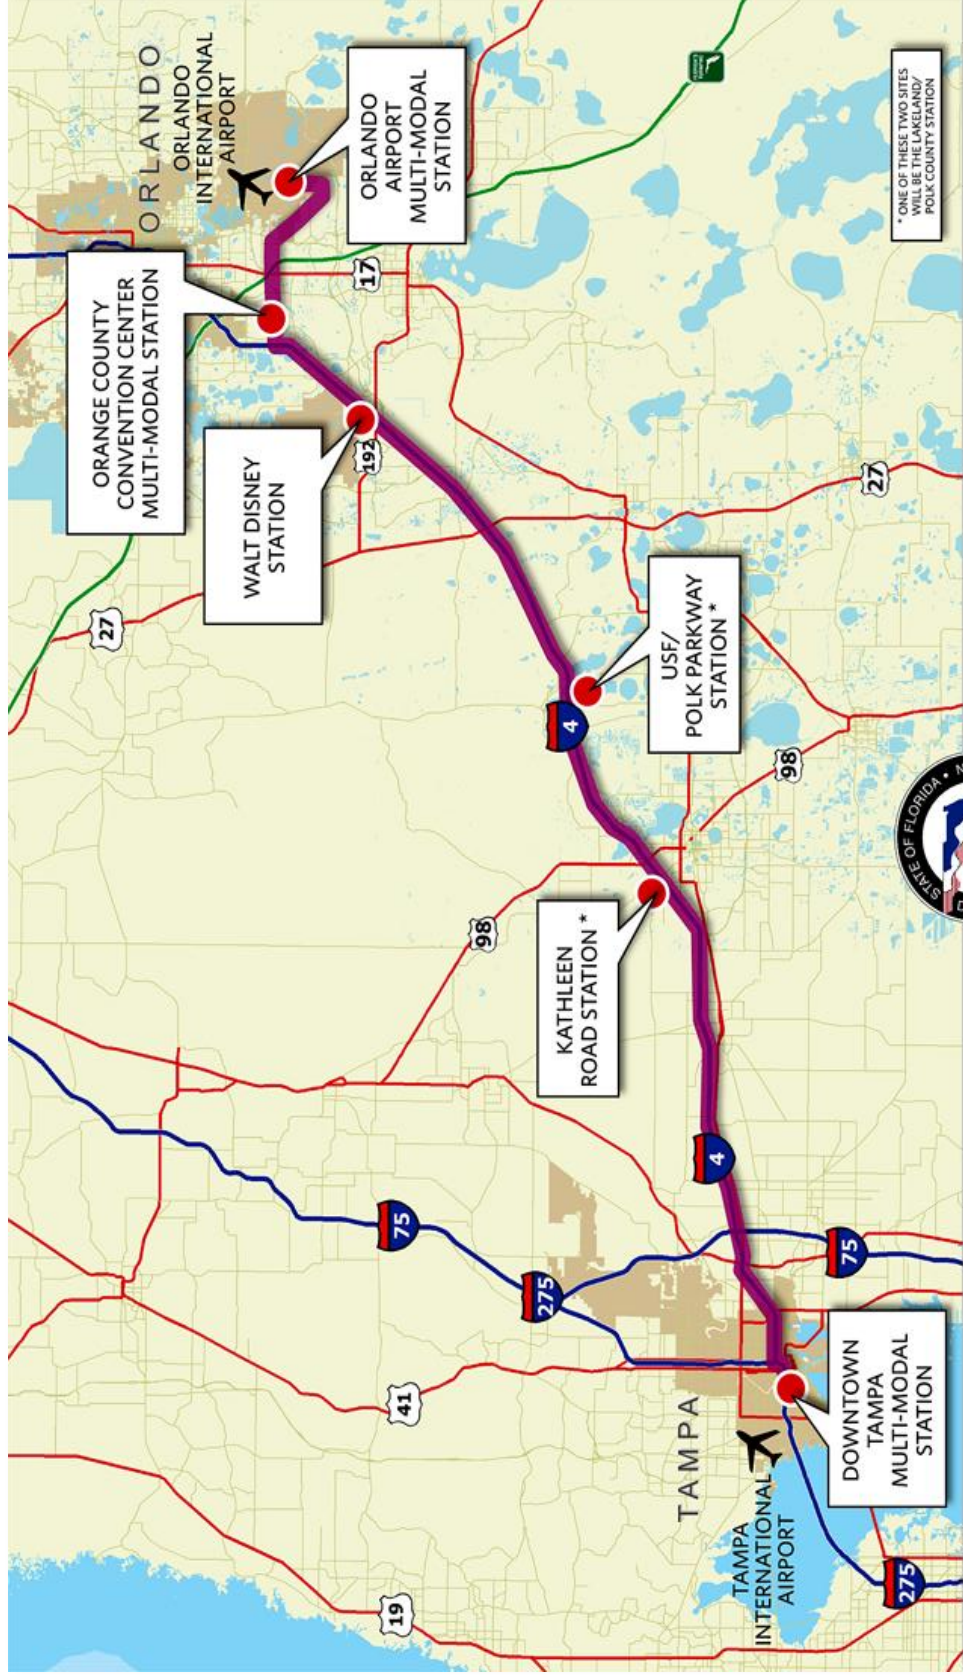 ORLANDO
ORLANDO
INTERNATIONAL
AIRPORT
ORLANDO
AIRPORT
MULTI-MODAL
STATION
ORANGE COUNTY
CONVENTION CENTER
MULTI-MODAL STATION
17
WALT DISNEY
STATION
192
27
27
USF/
POLK PARKWAY
STATION *
4
98
98
KATHLEEN
ROAD STATION *
4
75
275
75
41
TAMPA
TAMPA
INTERNATIONAL
AIRPORT
DOWNTOWN
TAMPA
MULTI-MODAL
STATION
19
275
* ONE OF THESE TWO SITES
WILL BE THE LAKELAND/
POLK COUNTY STATION
STATE OF FLORIDA •